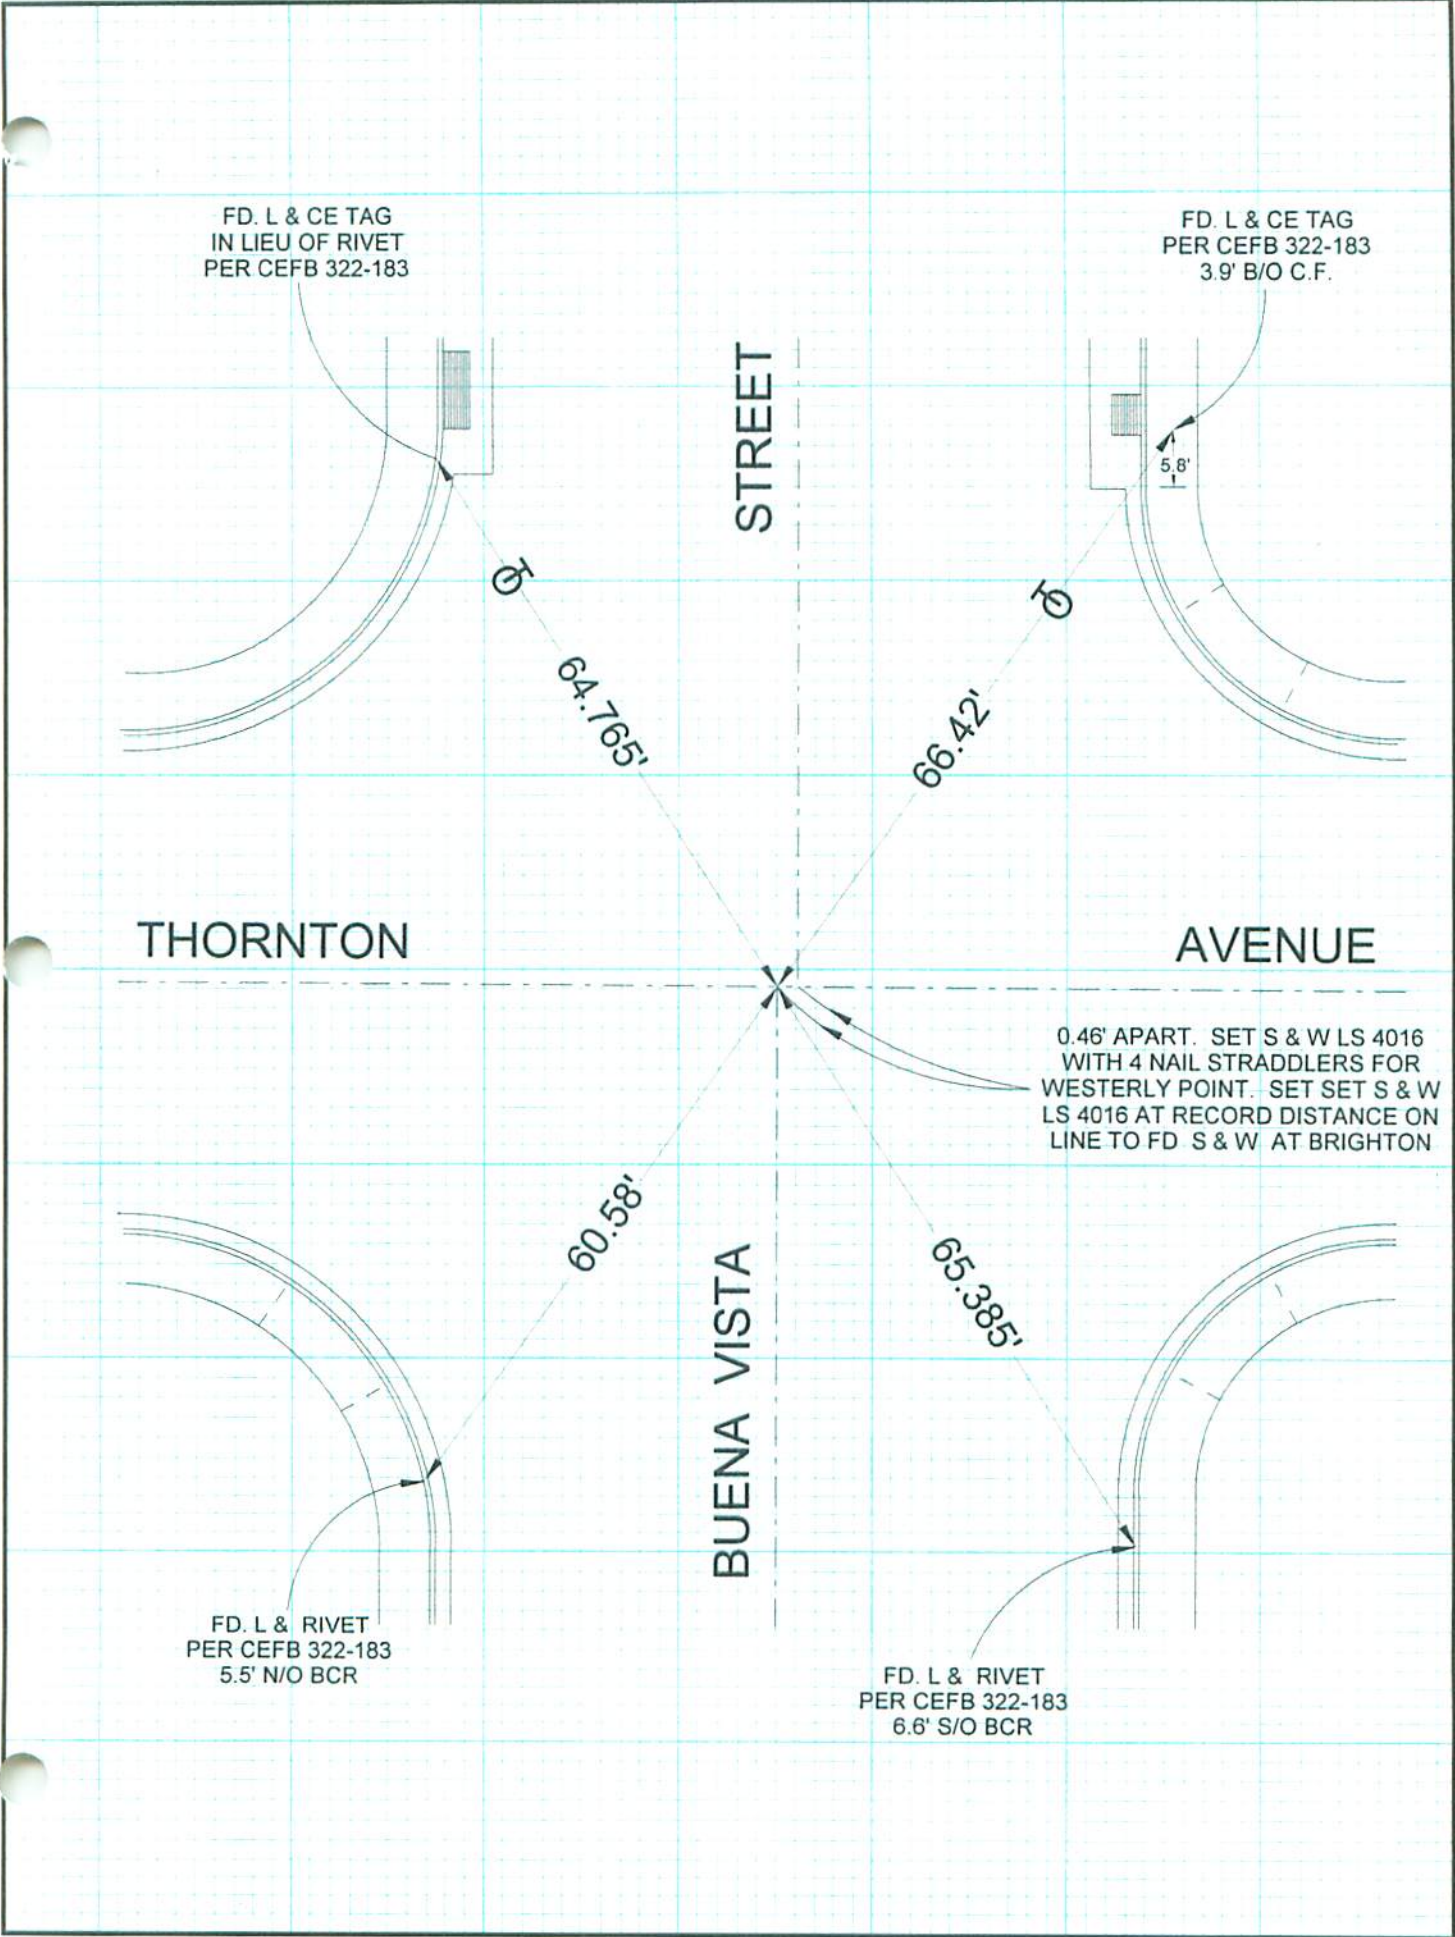 FD. L & CE TAG
IN LIEU OF RIVET
PER CEFB 322-183
FD. L & CE TAG
PER CEFB 322-183
3.9' B/O C.F.
STREET
5.8'
64.765'
66.42'
THORNTON
AVENUE
0.46' APART. SET S & W LS 4016
WITH 4 NAIL STRADDLERS FOR
WESTERLY POINT. SET SET S & W
LS 4016 AT RECORD DISTANCE ON
LINE TO FD S & W AT BRIGHTON
60.58'
65.385'
BUENA VISTA
FD. L & RIVET
PER CEFB 322-183
5.5' N/O BCR
FD. L & RIVET
PER CEFB 322-183
6.6' S/O BCR